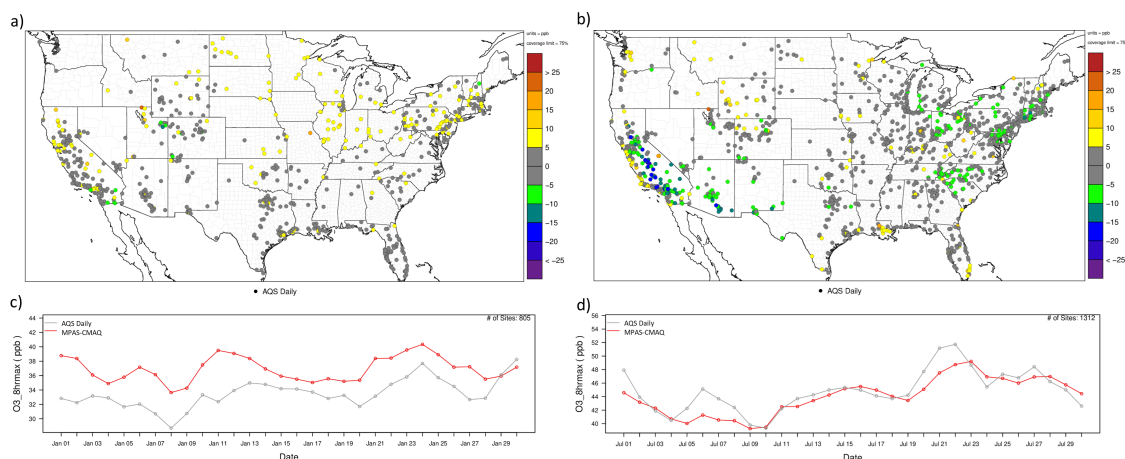 a)
units = ppb
coverage limit = 75%
> 25
20
15
10
5
0
−5
−10
−15
−20
< −25
● AQS Daily
b)
units = ppb
coverage limit = 75
> 25
20
15
10
5
0
−5
−10
−15
−20
< −25
● AQS Daily
c)
AQS Daily
MPAS-CMAQ
# of Sites: 805
O3_8hrmax ( ppb )
44
42
40
38
36
34
32
30
Jan 01 Jan 03 Jan 05 Jan 07 Jan 09 Jan 11 Jan 13 Jan 15 Jan 17 Jan 19 Jan 21 Jan 23 Jan 25 Jan 27 Jan 29
Date
d)
AQS Daily
MPAS-CMAQ
# of Sites: 1312
O3_8hrmax ( ppb )
56
54
52
50
48
46
44
42
40
Jul 01 Jul 03 Jul 05 Jul 07 Jul 09 Jul 11 Jul 13 Jul 15 Jul 17 Jul 19 Jul 21 Jul 23 Jul 25 Jul 27 Jul 29
Date